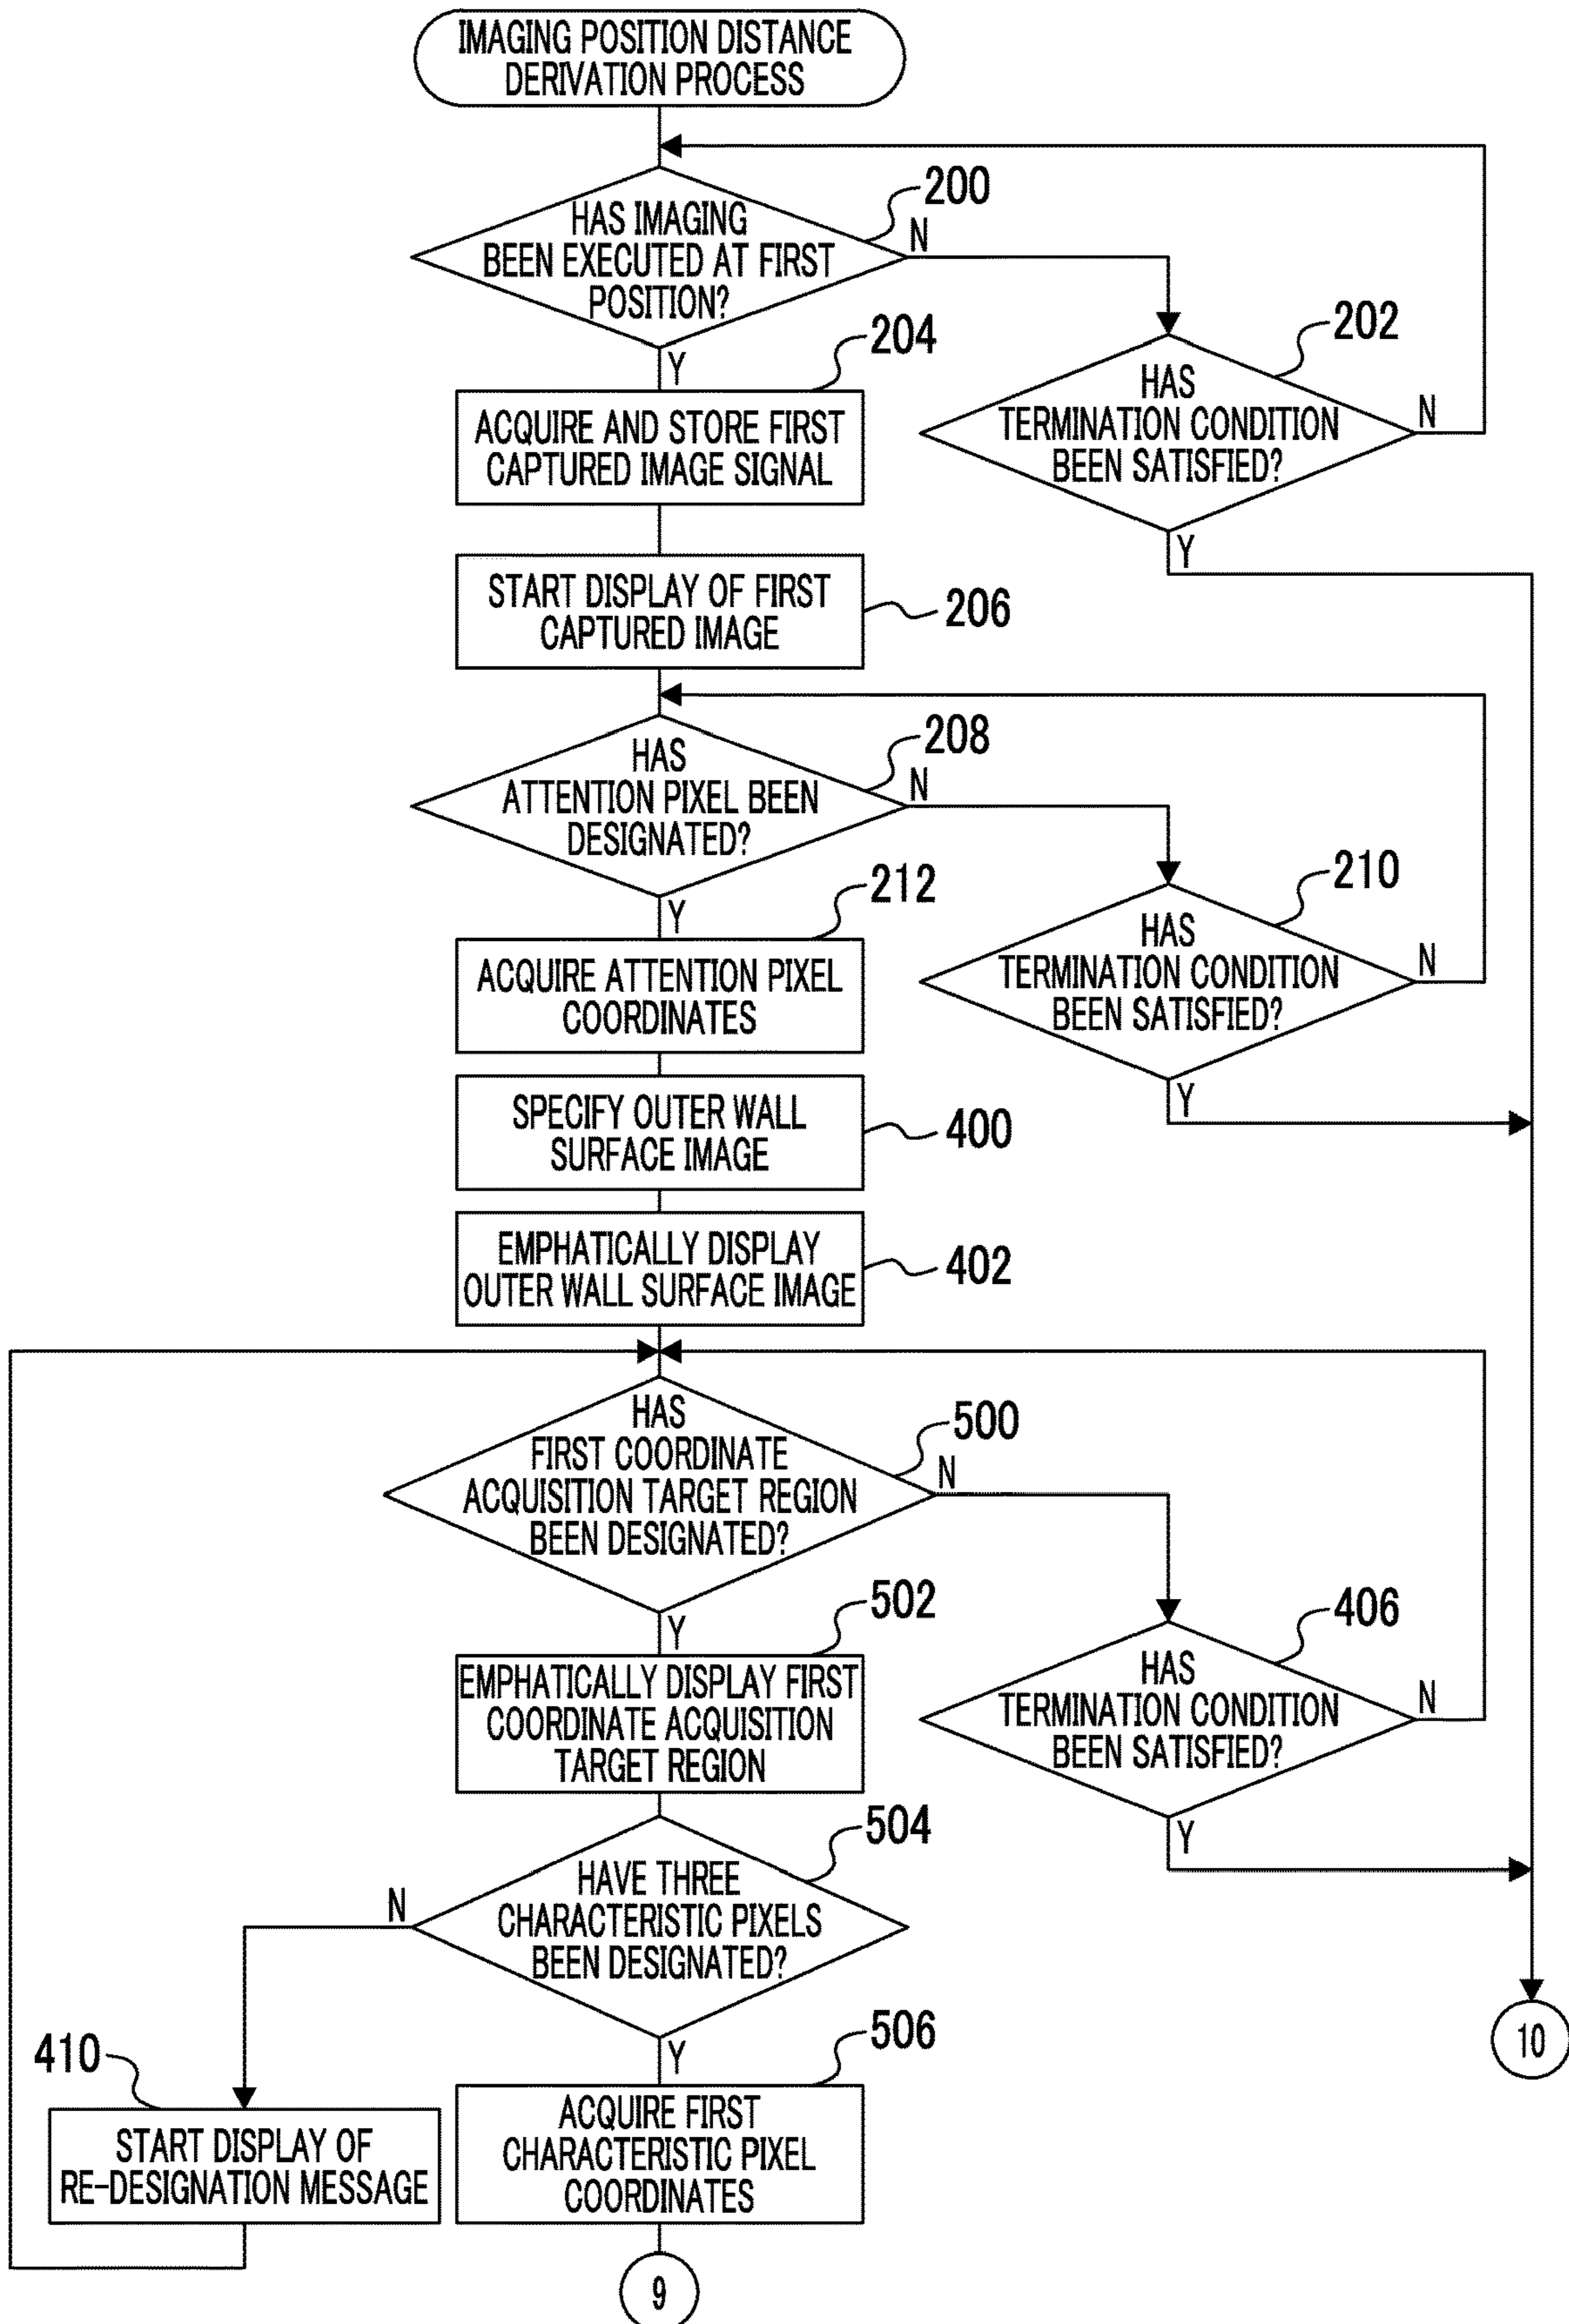 IMAGING POSITION DISTANCE
DERIVATION PROCESS
200
HAS IMAGING
BEEN EXECUTED AT FIRST
POSITION?
N
Y
202
HAS
TERMINATION CONDITION
BEEN SATISFIED?
N
Y
204
ACQUIRE AND STORE FIRST
CAPTURED IMAGE SIGNAL
START DISPLAY OF FIRST
CAPTURED IMAGE
206
208
HAS
ATTENTION PIXEL BEEN
DESIGNATED?
N
Y
210
HAS
TERMINATION CONDITION
BEEN SATISFIED?
N
Y
212
ACQUIRE ATTENTION PIXEL
COORDINATES
SPECIFY OUTER WALL
SURFACE IMAGE
400
EMPHATICALLY DISPLAY
OUTER WALL SURFACE IMAGE
402
500
HAS
FIRST COORDINATE
ACQUISITION TARGET REGION
BEEN DESIGNATED?
N
Y
406
HAS
TERMINATION CONDITION
BEEN SATISFIED?
N
Y
502
EMPHATICALLY DISPLAY FIRST
COORDINATE ACQUISITION
TARGET REGION
504
HAVE THREE
CHARACTERISTIC PIXELS
BEEN DESIGNATED?
N
Y
410
START DISPLAY OF
RE-DESIGNATION MESSAGE
506
ACQUIRE FIRST
CHARACTERISTIC PIXEL
COORDINATES
10
9